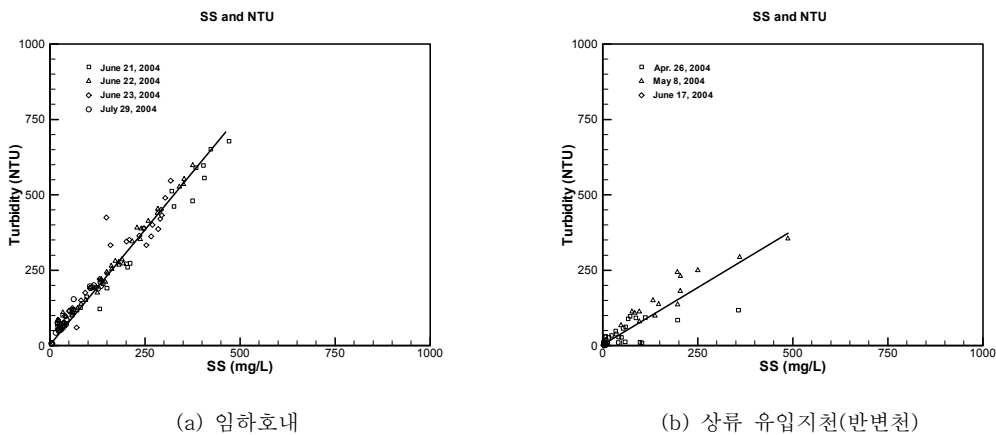 SS and NTU
1000
750
500
250
0
Turbidity (NTU)
June 21, 2004
June 22, 2004
June 23, 2004
July 29, 2004
0
250
500
750
1000
SS (mg/L)
(a) 임하호내
SS and NTU
1000
750
500
250
0
Turbidity (NTU)
Apr. 26, 2004
May 8, 2004
June 17, 2004
0
250
500
750
1000
SS (mg/L)
(b) 상류 유입지천(반변천)